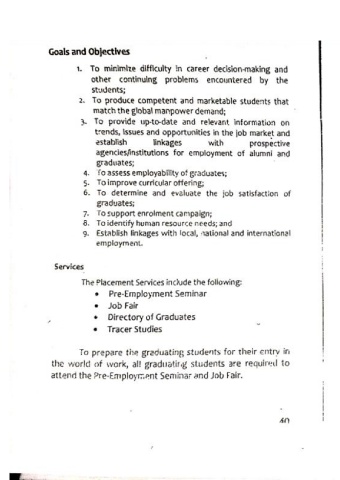 Goals and Objectives
1. To minimize difficulty in career decision-making and
other continuing problems encountered by the
students;
2. To produce competent and marketable students that
match the global manpower demand;
3. To provide up-to-date and relevant information on
trends, issues and opportunities in the job market and
establish linkages with prospective
agencies/institutions for employment of alumni and
graduates;
4. To assess employability of graduates;
5. To improve curricular offering;
6. To determine and evaluate the job satisfaction of
graduates;
7. To support enrolment campaign;
8. To identify human resource needs; and
9. Establish linkages with local, national and international
employment.
Services
The Placement Services include the following:
• Pre-Employment Seminar
• Job Fair
• Directory of Graduates
• Tracer Studies
To prepare the graduating students for their entry in
the world of work, all graduating students are required to
attend the Pre-Employment Seminar and Job Fair.
40